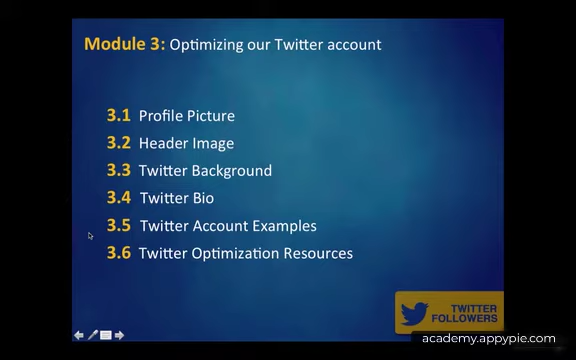 Module 3: Optimizing our Twitter account
3.1 Profile Picture
3.2 Header Image
3.3 Twitter Background
3.4 Twitter Bio
3.5 Twitter Account Examples
3.6 Twitter Optimization Resources
TWITTER
FOLLOWERS
academy.appypie.com